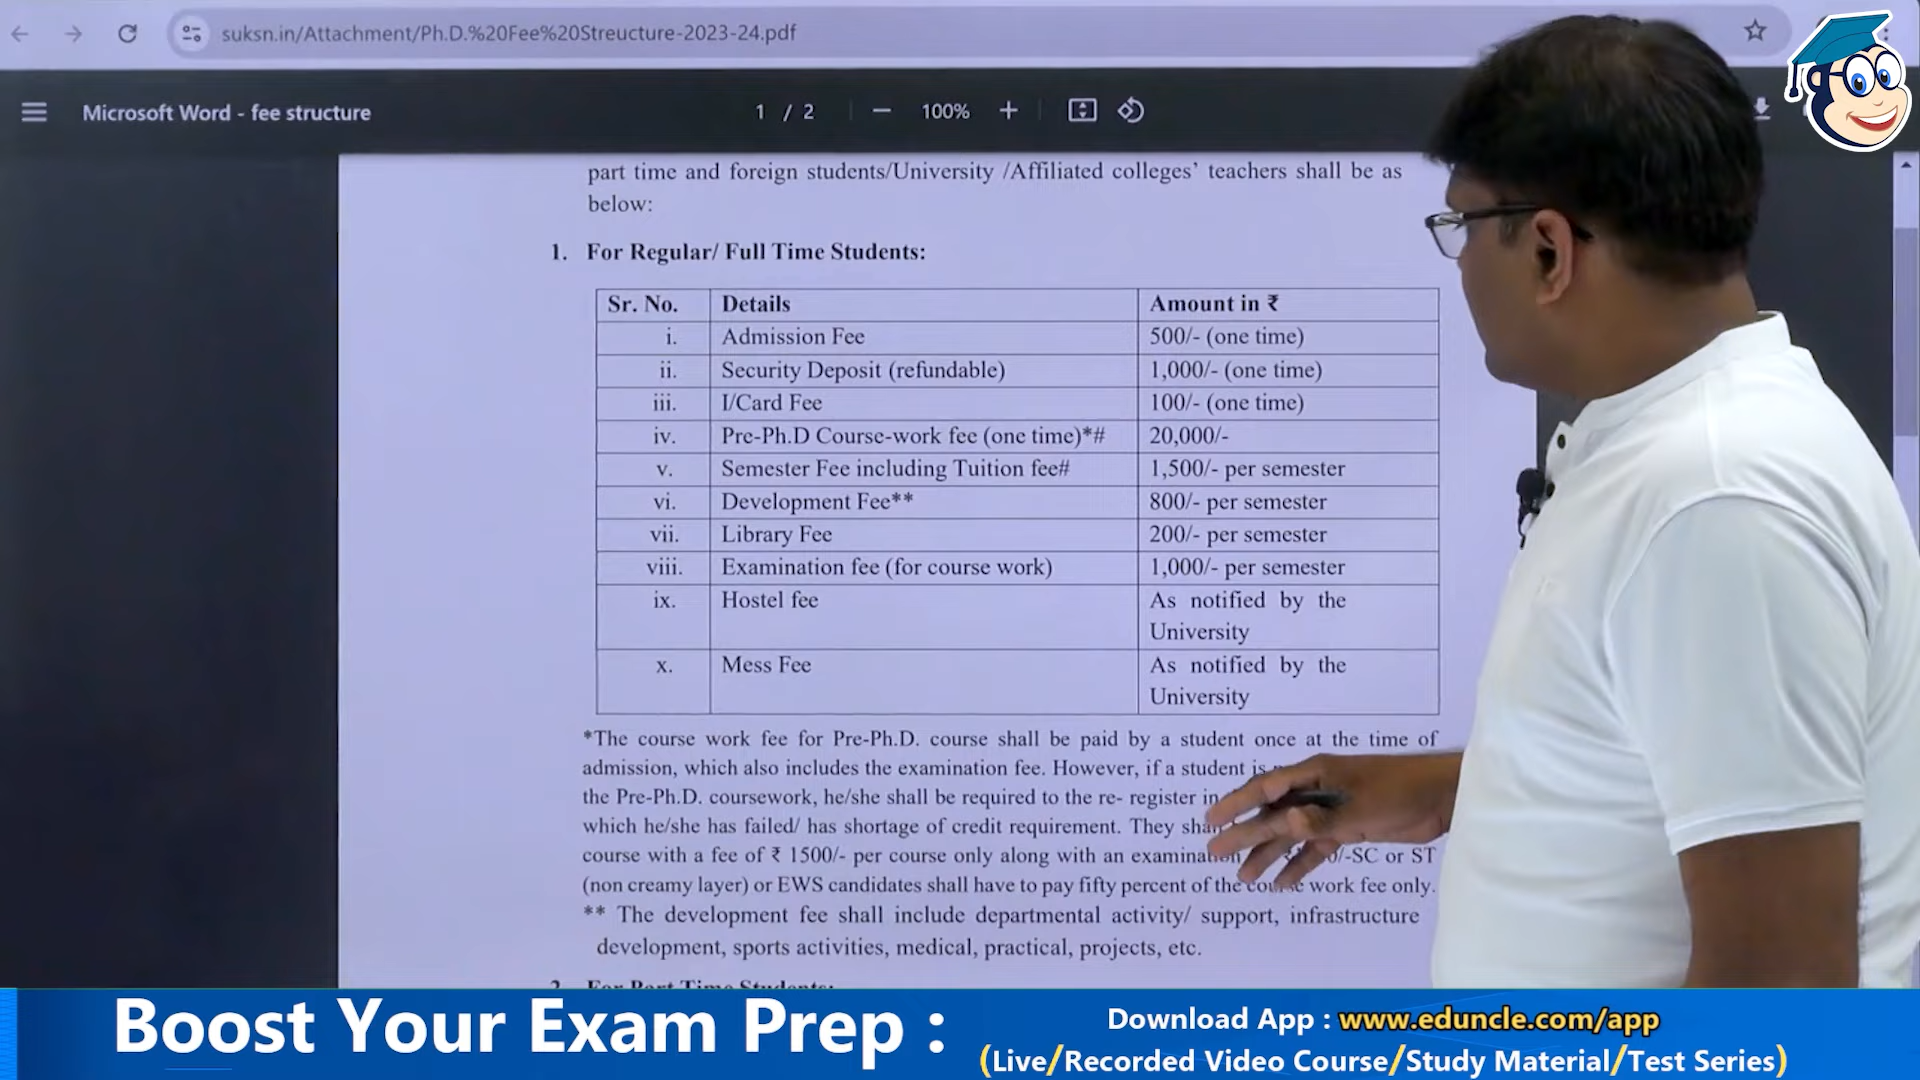 suksn.in/Attachment/Ph.D.%20Fee%20Streucture-2023-24.pdf
Microsoft Word - fee structure
1 / 2
100%
part time and foreign students/University /Affiliated colleges' teachers shall be as
below:
1. For Regular/ Full Time Students:
Sr. No. Details Amount in ₹
i. Admission Fee 500/- (one time)
ii. Security Deposit (refundable) 1,000/- (one time)
iii. I/Card Fee 100/- (one time)
iv. Pre-Ph.D Course-work fee (one time)*# 20,000/-
v. Semester Fee including Tuition fee# 1,500/- per semester
vi. Development Fee** 800/- per semester
vii. Library Fee 200/- per semester
viii. Examination fee (for course work) 1,000/- per semester
ix. Hostel fee As notified by the
University
x. Mess Fee As notified by the
University
*The course work fee for Pre-Ph.D. course shall be paid by a student once at the time of
admission, which also includes the examination fee. However, if a student is
the Pre-Ph.D. coursework, he/she shall be required to the re- register in
which he/she has failed/ has shortage of credit requirement. They
course with a fee of ₹ 1500/- per course only along with an /-SC or ST
(non creamy layer) or EWS candidates shall have to pay fifty percent of the course work fee only.
** The development fee shall include departmental activity/ support, infrastructure
development, sports activities, medical, practical, projects, etc.
2. For Part Time Students:
Boost Your Exam Prep :
Download App : www.eduncle.com/app
(Live/Recorded Video Course/Study Material/Test Series)